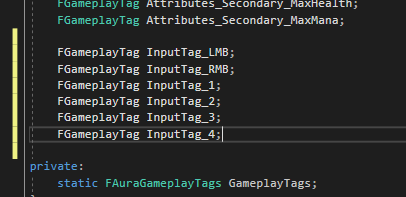 FGameplayTag Attributes_Secondary_MaxHealth;
FGameplayTag Attributes_Secondary_MaxMana;
FGameplayTag InputTag_LMB;
FGameplayTag InputTag_RMB;
FGameplayTag InputTag_1;
FGameplayTag InputTag_2;
FGameplayTag InputTag_3;
FGameplayTag InputTag_4;
private:
static FAuraGameplayTags GameplayTags;